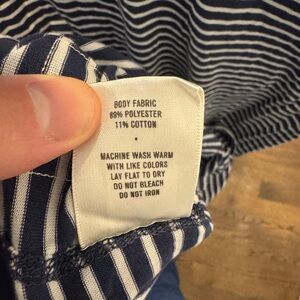 BODY FABRIC
89% POLYESTER
11% COTTON
•
MACHINE WASH WARM
WITH LIKE COLORS
LAY FLAT TO DRY
DO NOT BLEACH
DO NOT IRON